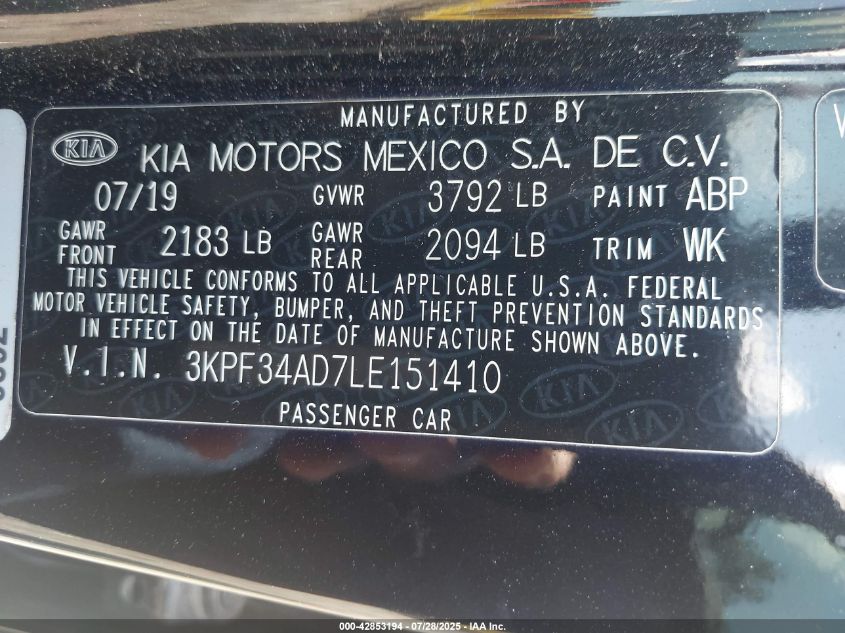 MANUFACTURED BY
KIA KIA MOTORS MEXICO S.A. DE C.V.
07/19 GVWR 3792 LB PAINT ABP
GAWR FRONT 2183 LB GAWR REAR 2094 LB TRIM WK
THIS VEHICLE CONFORMS TO ALL APPLICABLE U.S.A. FEDERAL
MOTOR VEHICLE SAFETY, BUMPER, AND THEFT PREVENTION STANDARDS
IN EFFECT ON THE DATE OF MANUFACTURE SHOWN ABOVE.
V.I.N. 3KPF34AD7LE151410
PASSENGER CAR
000-42853194 - 07/28/2025 - IAA Inc.